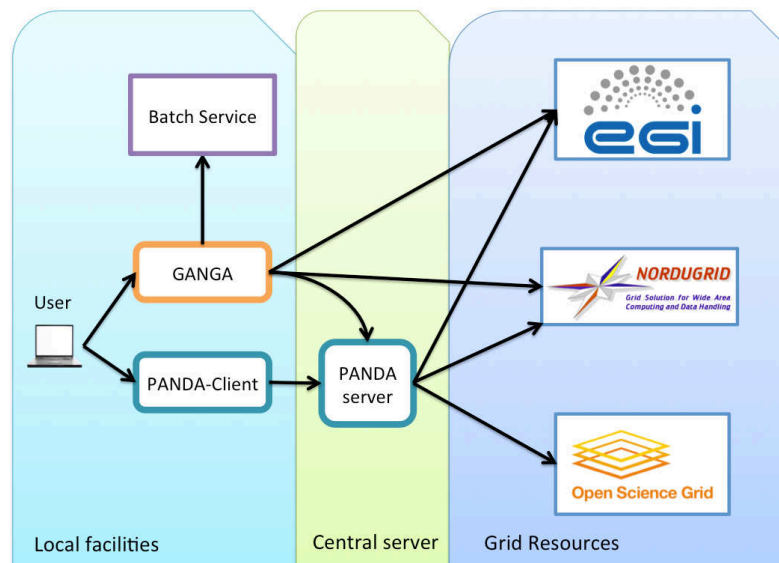 Batch Service
GANGA
User
PANDA-Client
PANDA
server
egi
NORDUGRID
Grid Solution for Wide Area
Computing and Data Handling
Open Science Grid
Local facilities
Central server
Grid Resources